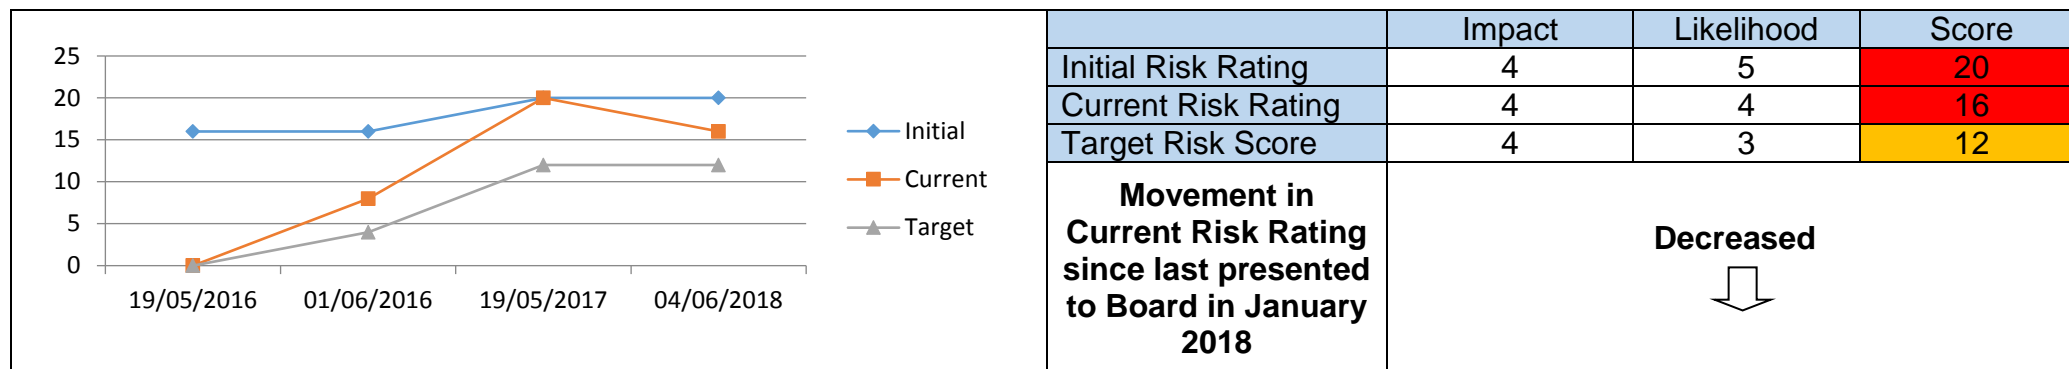 25
20
15
10
5
0
19/05/2016 01/06/2016 19/05/2017 04/06/2018
Initial
Current
Target
Impact Likelihood Score
Initial Risk Rating 4 5 20
Current Risk Rating 4 4 16
Target Risk Score 4 3 12
Movement in
Current Risk Rating
since last presented
to Board in January
2018
Decreased